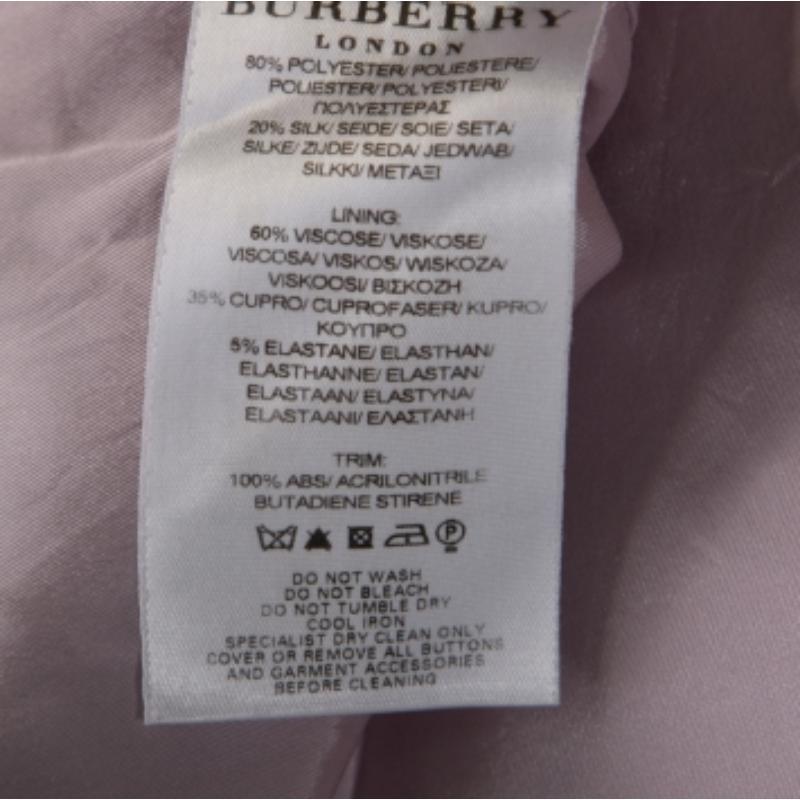 BURBERRY
LONDON
80% POLYESTER/ POLIESTERE/
POLIESTER/ POLYESTERI/
ΠΟΛΥΕΣΤΕΡΑΣ
20% SILK/ SEIDE/ SOIE/ SETA/
SILKE/ ZIJDE/ SEDA/ JEDWAB/
SILKKI/ ΜΕΤΑΞΙ
LINING:
60% VISCOSE/ VISKOSE/
VISCOSA/ VISKOS/ WISKOZA/
VISKOOSI/ ΒΙΣΚΟΖΗ
35% CUPRO/ CUPROFASER/ KUPRO/
ΚΟΥΠΡΟ
5% ELASTANE/ ELASTHAN/
ELASTHANNE/ ELASTAN/
ELASTAAN/ ELASTYNA/
ELASTAANI/ ΕΛΑΣΤΑΝΗ
TRIM:
100% ABS/ ACRILONITRILE
BUTADIENE STIRENE
P
DO NOT WASH
DO NOT BLEACH
DO NOT TUMBLE DRY
COOL IRON
SPECIALIST DRY CLEAN ONLY
COVER OR REMOVE ALL BUTTONS
AND GARMENT ACCESSORIES
BEFORE CLEANING